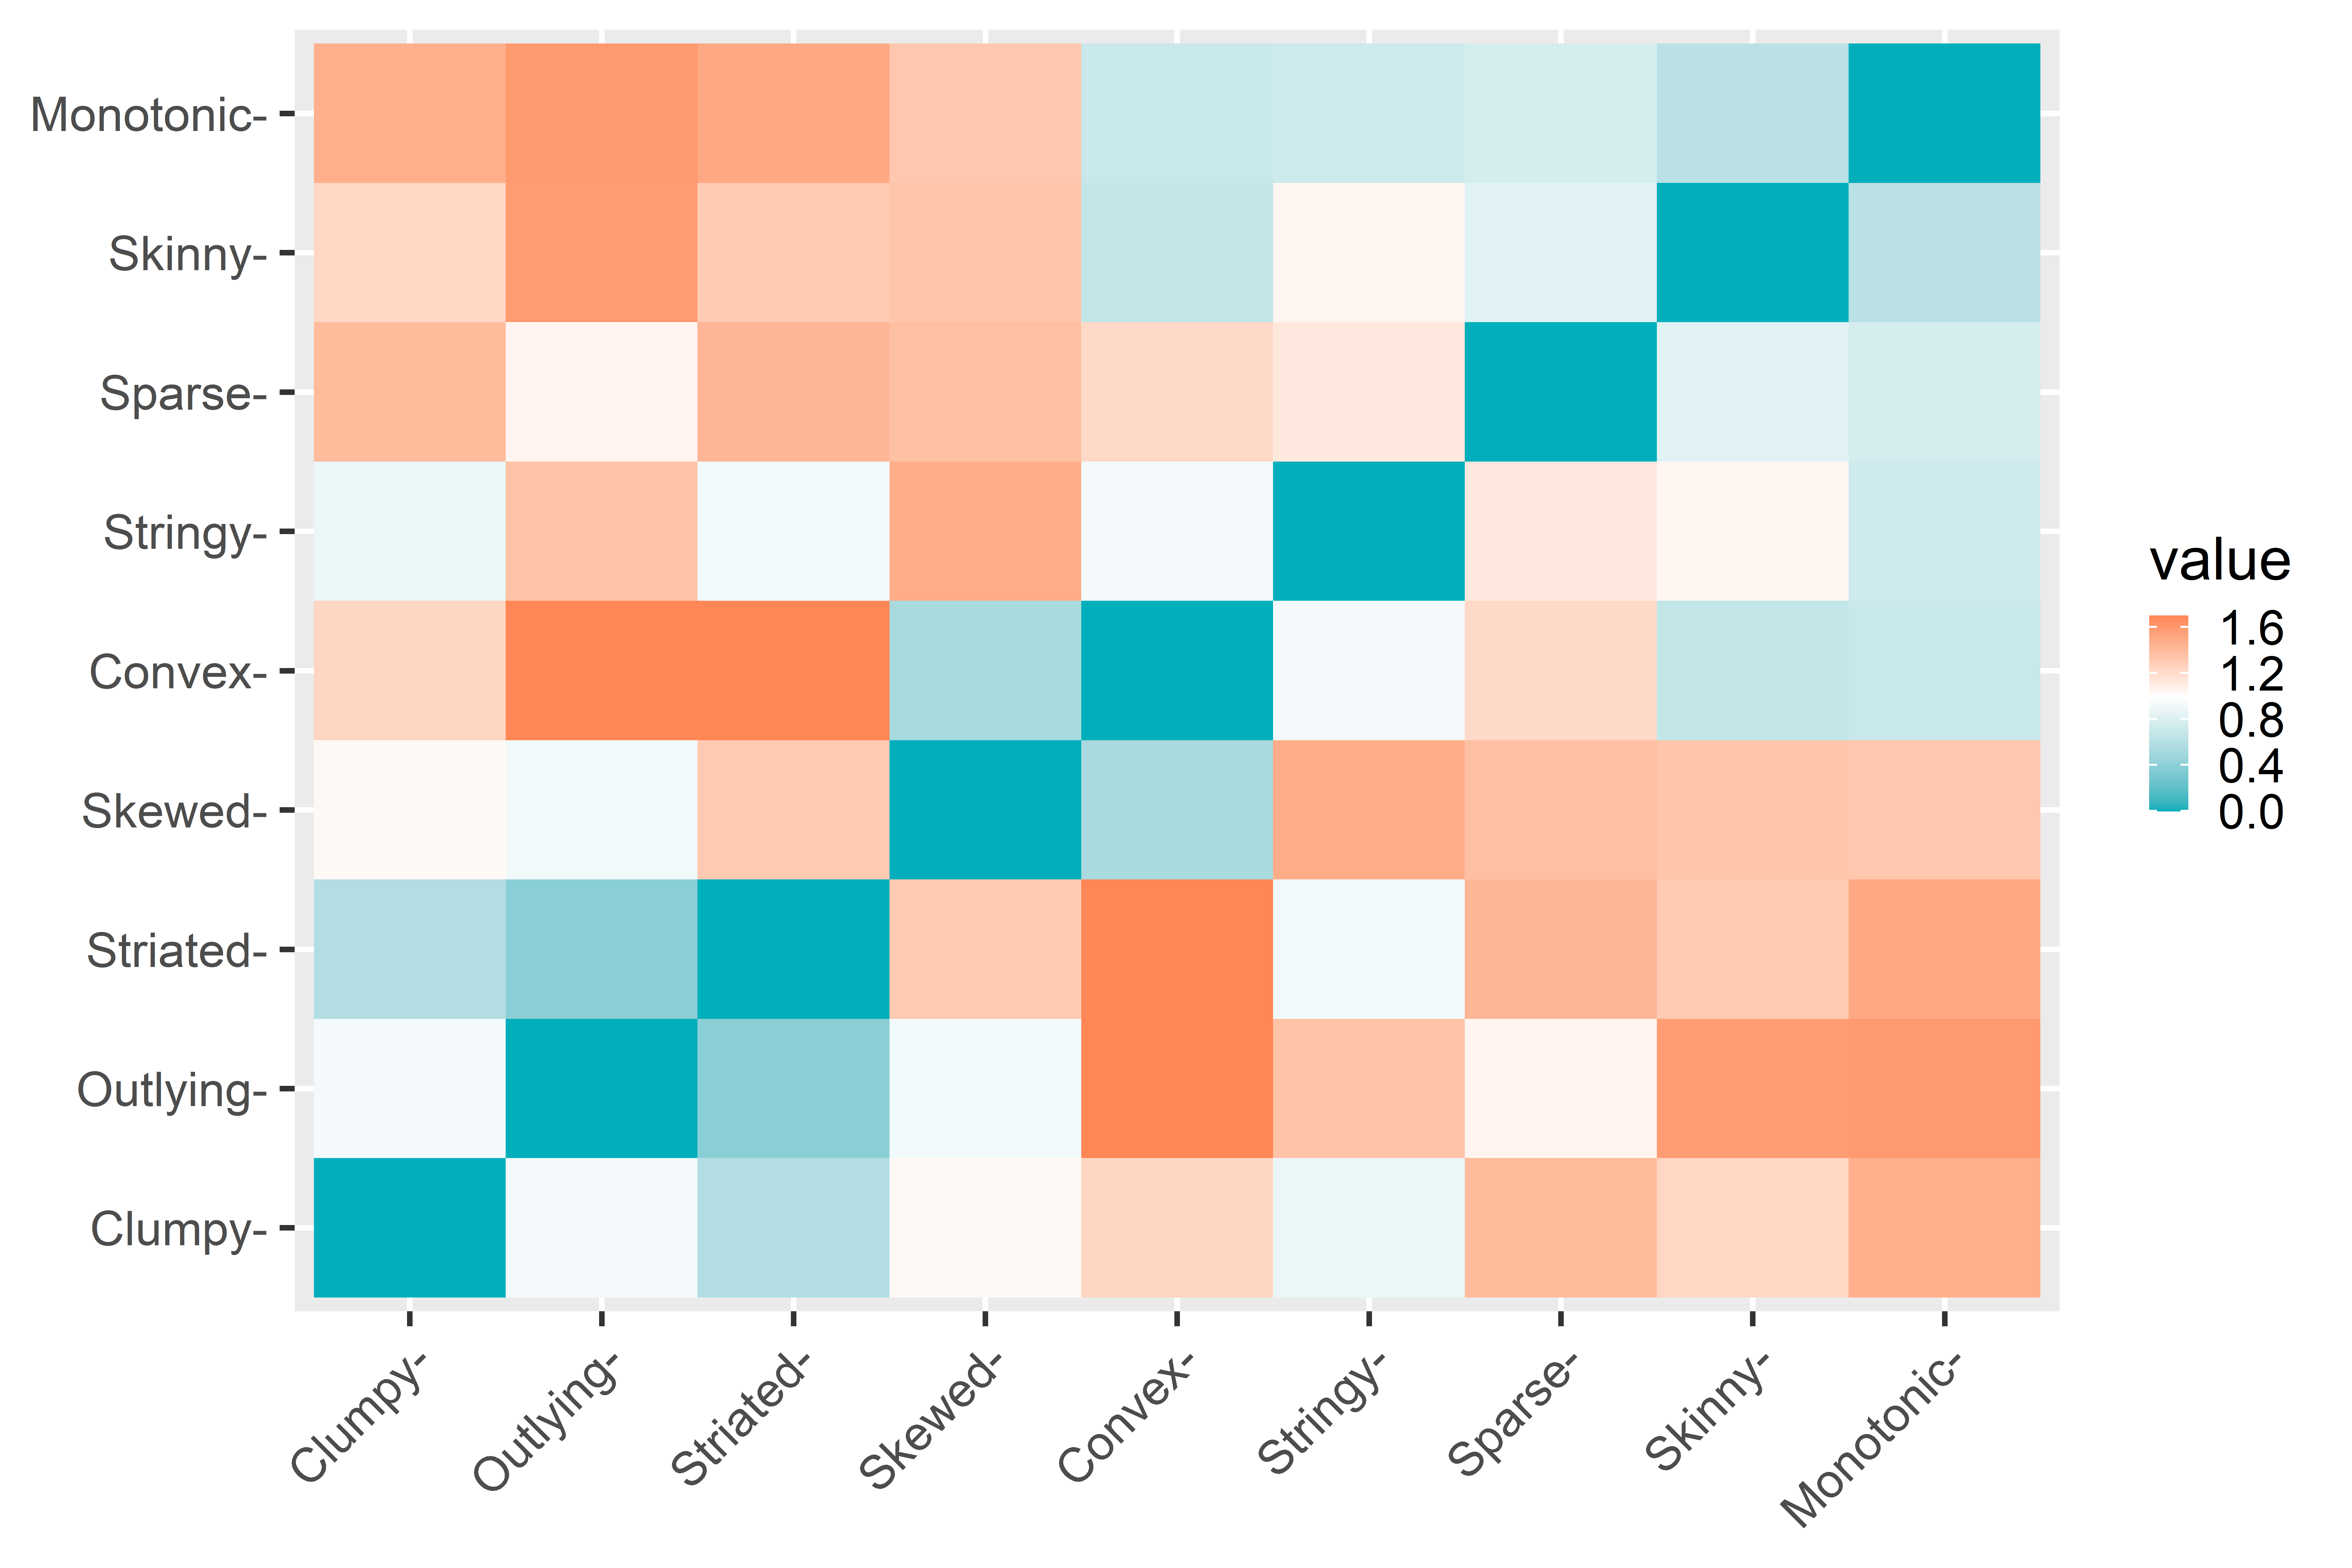 Monotonic-
Skinny-
Sparse-
Stringy-
Convex-
Skewed-
Striated-
Outlying-
Clumpy-
Clumpy-
Outlying-
Striated-
Skewed-
Convex-
Stringy-
Sparse-
Skinny-
Monotonic-
value
1.6
1.2
0.8
0.4
0.0